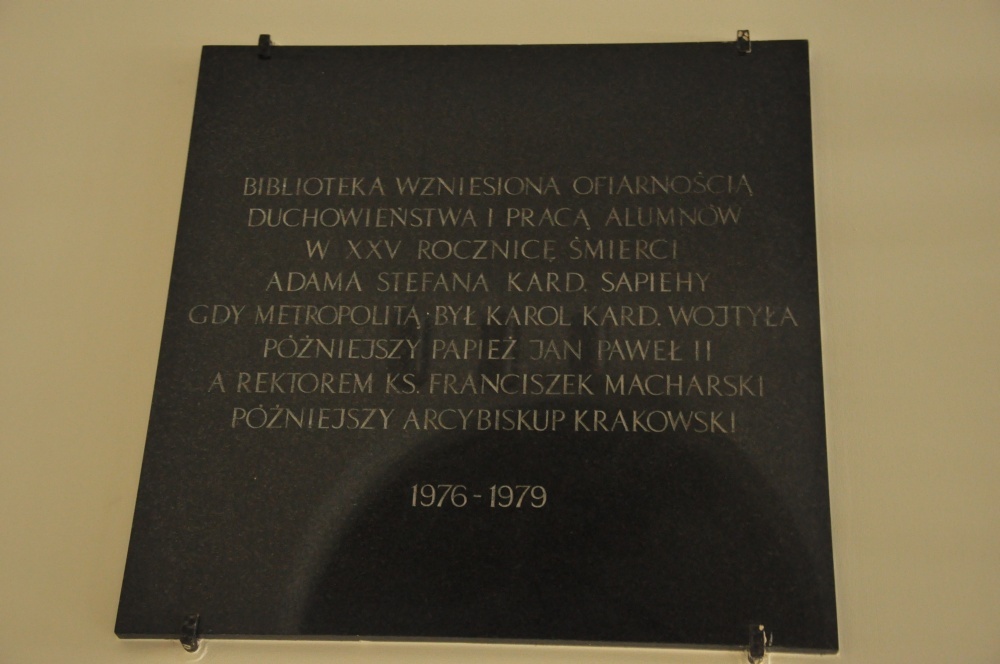 BIBLIOTEKA WZNIESIONA OFIARNOŚCIĄ
DUCHOWIEŃSTWA I PRACĄ ALUMNÓW
W XXV ROCZNICĘ ŚMIERCI
ADAMA STEFANA KARD. SAPIEHY
GDY METROPOLITĄ BYŁ KAROL KARD. WOJTYŁA
PÓŹNIEJSZY PAPIEŻ JAN PAWEŁ II
A REKTOREM KS. FRANCISZEK MACHARSKI
PÓŹNIEJSZY ARCYBISKUP KRAKOWSKI
1976 - 1979